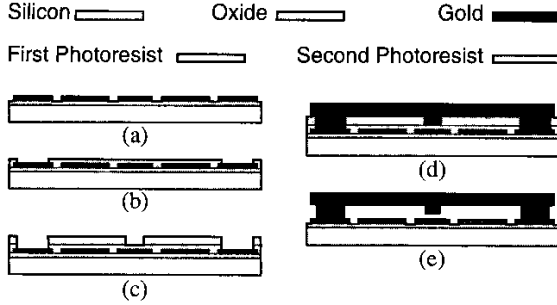 Silicon Oxide Gold
First Photoresist Second Photoresist
(a)
(b)
(c)
(d)
(e)